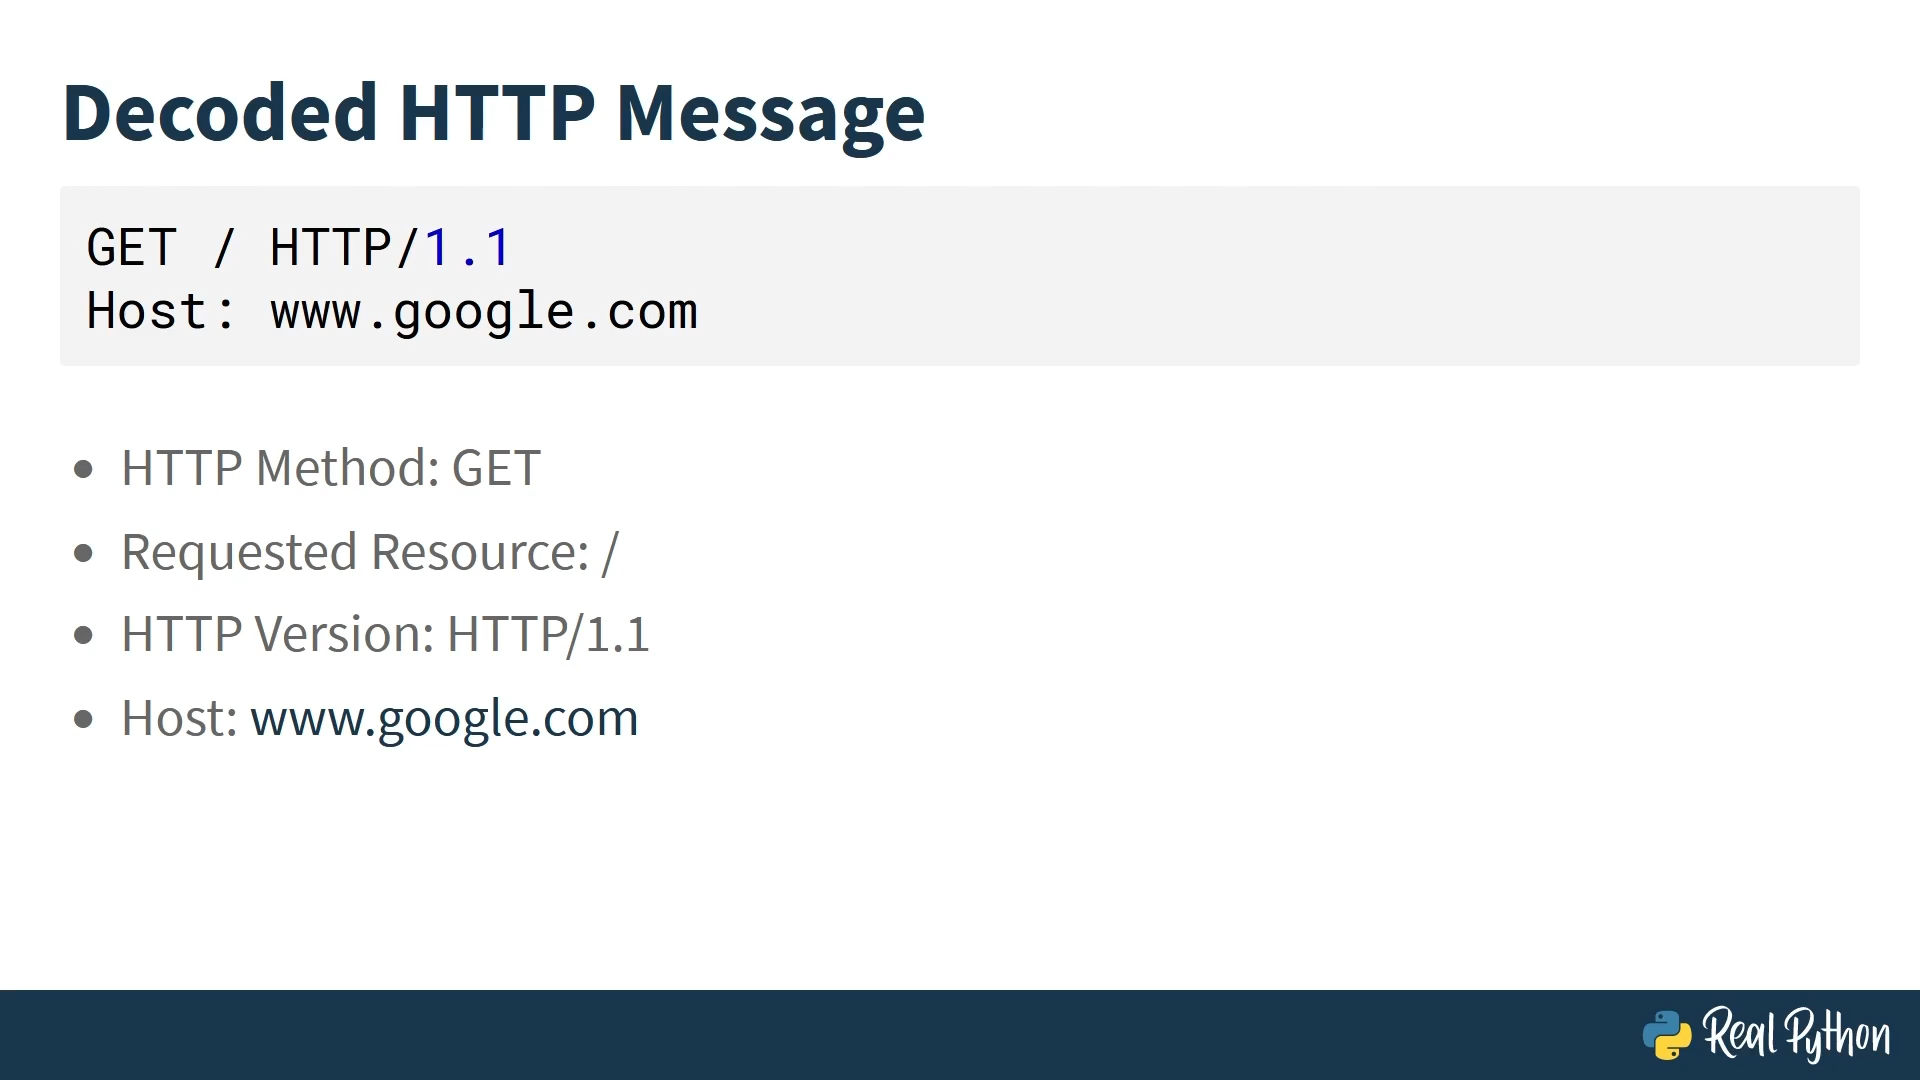 Decoded HTTP Message
GET / HTTP/1.1
Host: www.google.com
• HTTP Method: GET
• Requested Resource: /
• HTTP Version: HTTP/1.1
• Host: www.google.com
Real Python